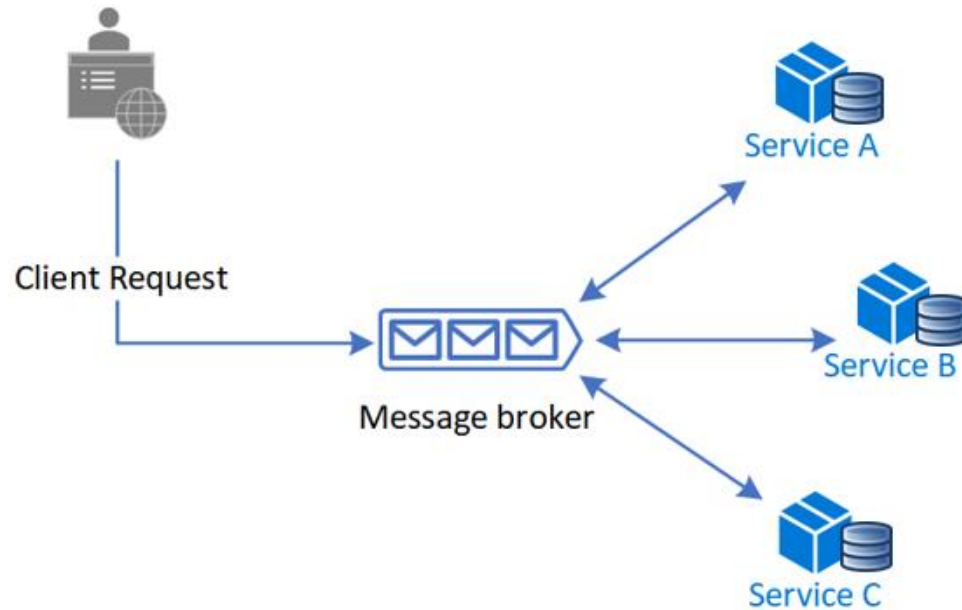 Service A
Client Request
Service B
Message broker
Service C